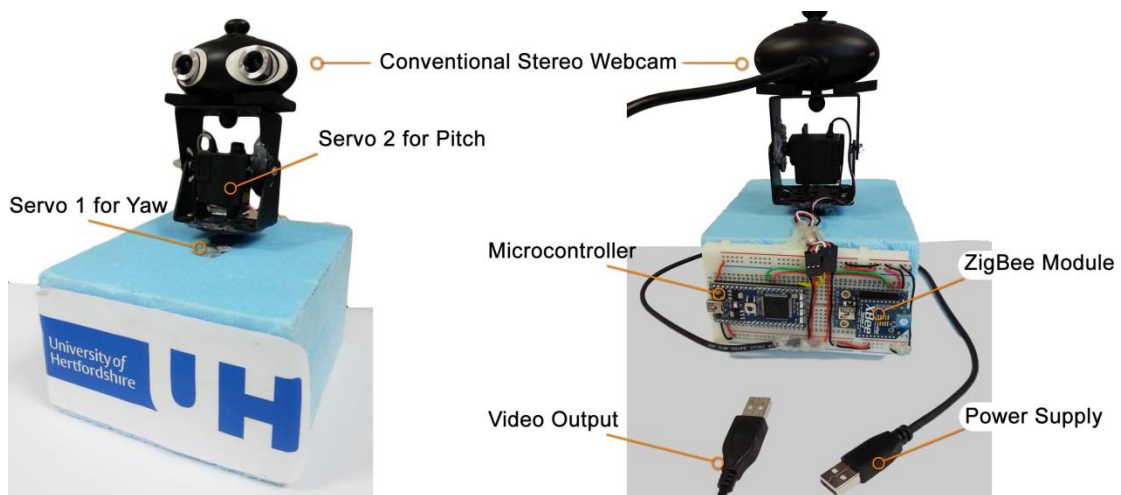 Conventional Stereo Webcam
Servo 2 for Pitch
Servo 1 for Yaw
University of
Hertfordshire
UH
Microcontroller
ZigBee Module
XBee
Video Output
Power Supply